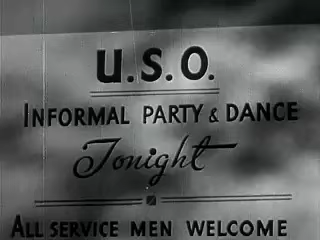 U.S.O.
INFORMAL PARTY & DANCE
Tonight
ALL SERVICE MEN WELCOME